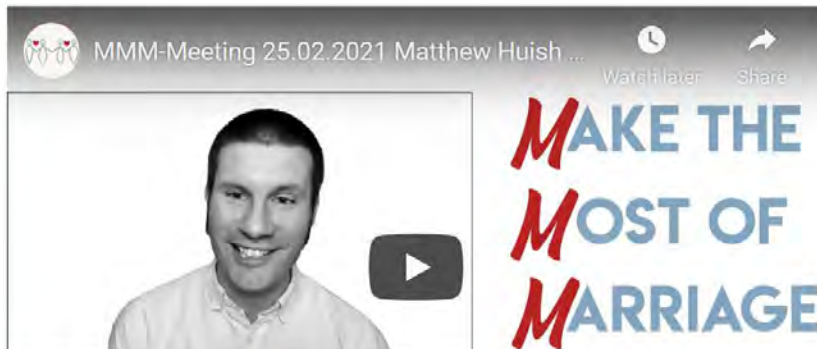 MMM-Meeting 25.02.2021 Matthew Huish ...
Watch later
Share
MAKE THE
MOST OF
MARRIAGE